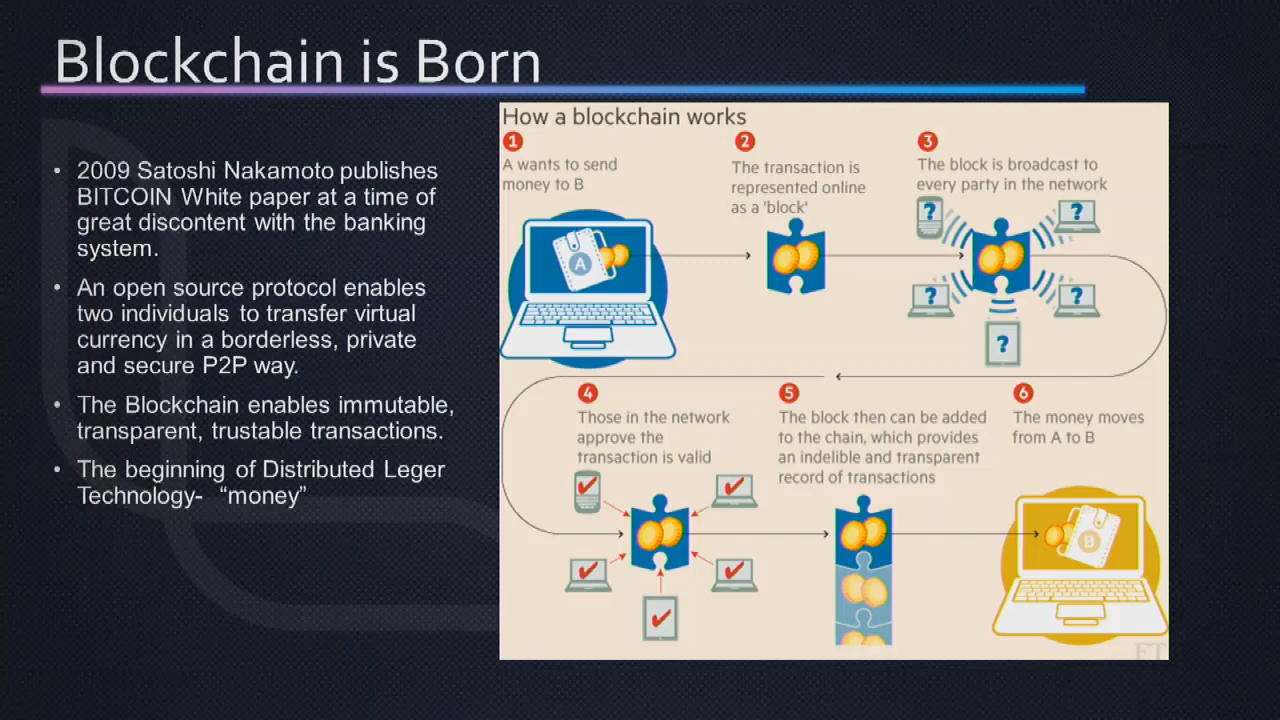 Blockchain is Born
• 2009 Satoshi Nakamoto publishes
BITCOIN White paper at a time of
great discontent with the banking
system.
• An open source protocol enables
two individuals to transfer virtual
currency in a borderless, private
and secure P2P way.
• The Blockchain enables immutable,
transparent, trustable transactions.
• The beginning of Distributed Leger
Technology- “money”
How a blockchain works
1
A wants to send
money to B
A
2
The transaction is
represented online
as a 'block'
3
The block is broadcast to
every party in the network
?
?
?
?
?
4
Those in the network
approve the
transaction is valid
5
The block then can be added
to the chain, which provides
an indelible and transparent
record of transactions
6
The money moves
from A to B
B
FT